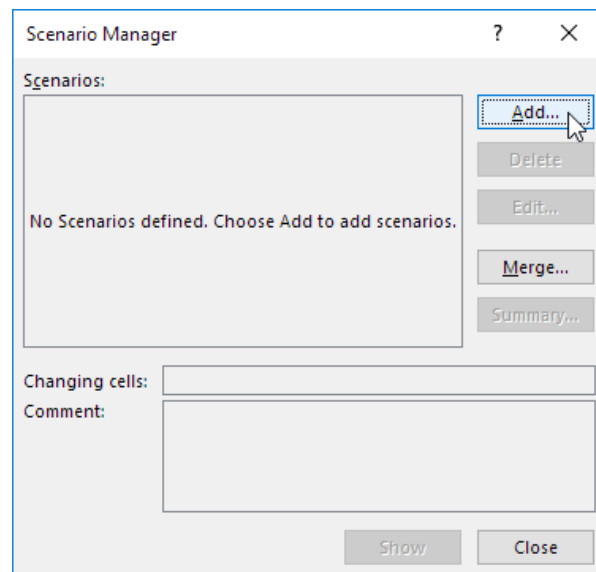 Scenario Manager ?
Scenarios:
Add...
Delete
No Scenarios defined. Choose Add to add scenarios.
Edit...
Merge...
Summary...
Changing cells:
Comment:
Show Close